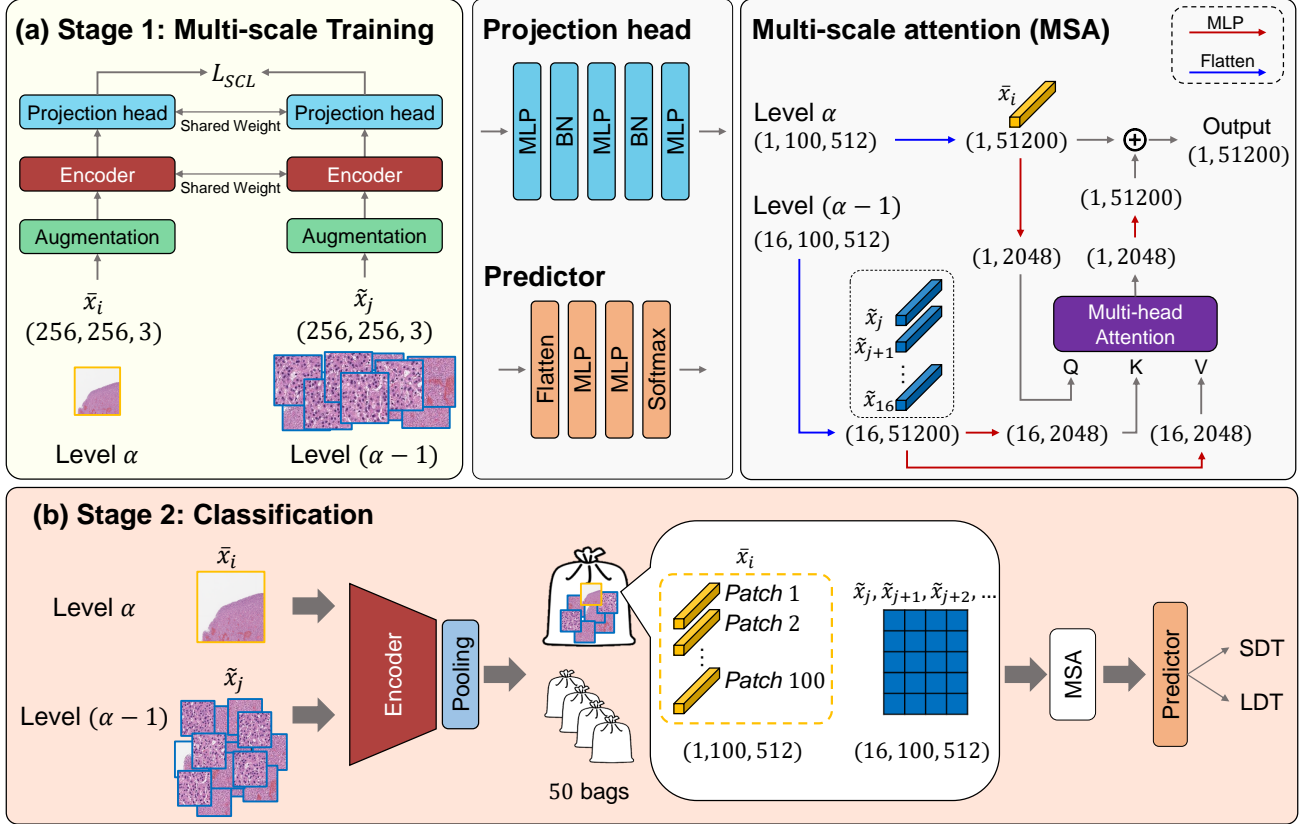 (a) Stage 1: Multi-scale Training
L_SCL
Projection head
Projection head
Shared Weight
Encoder
Encoder
Shared Weight
Augmentation
Augmentation
x̄_i
x̃_j
(256, 256, 3)
(256, 256, 3)
Level α
Level (α − 1)
Projection head
MLP
BN
MLP
BN
MLP
Predictor
Flatten
MLP
MLP
Softmax
Multi-scale attention (MSA)
MLP
Flatten
Level α
(1, 100, 512)
x̄_i
(1, 51200)
Output
(1, 51200)
(1, 51200)
Level (α − 1)
(16, 100, 512)
(1, 2048)
(1, 2048)
x̃_j
x̃_{j+1}
⋮
x̃_16
Multi-head
Attention
Q K V
(16, 51200)
(16, 2048)
(16, 2048)
(b) Stage 2: Classification
x̄_i
Level α
x̃_j
Level (α − 1)
Encoder
Pooling
50 bags
x̄_i
Patch 1
Patch 2
⋮
Patch 100
(1,100, 512)
x̃_j, x̃_{j+1}, x̃_{j+2}, ...
(16, 100, 512)
MSA
Predictor
SDT
LDT